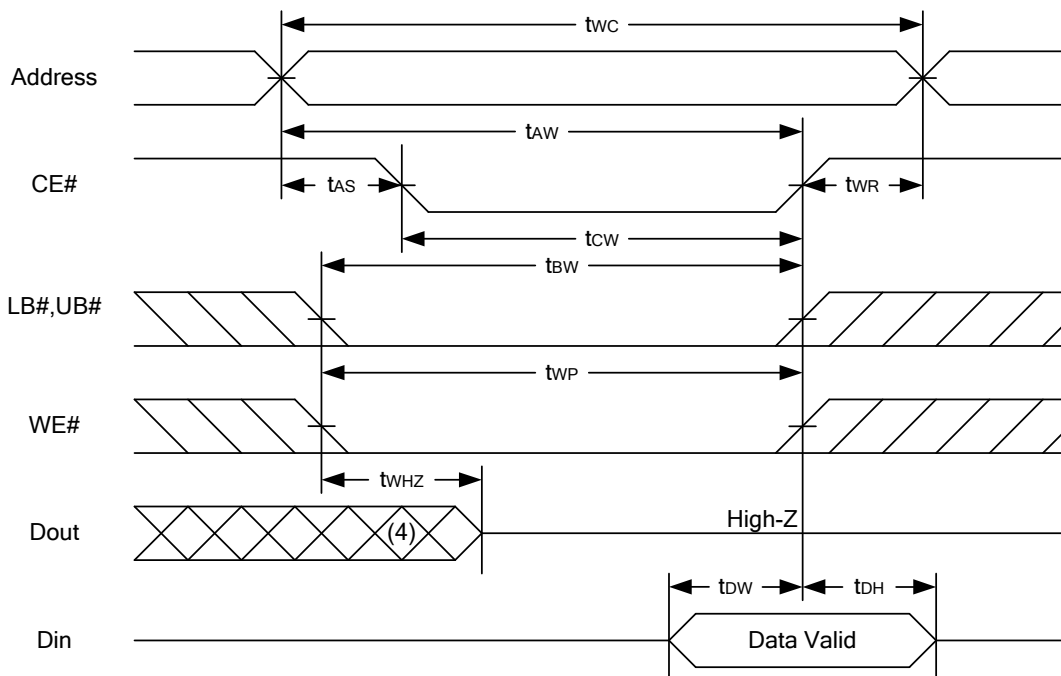 tWC
Address
tAW
CE#
tAS
tWR
tCW
tBW
LB#,UB#
tWP
WE#
tWHZ
Dout
(4)
High-Z
tDW
tDH
Din
Data Valid